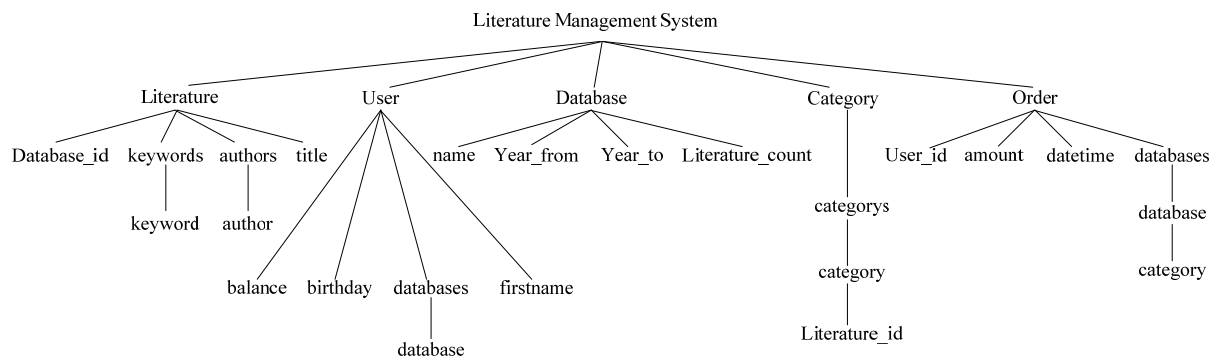 Literature Management System
Literature User Database Category Order
Database_id keywords authors title name Year_from Year_to Literature_count User_id amount datetime databases
keyword author categorys database
category category
balance birthday databases firstname
Literature_id
database